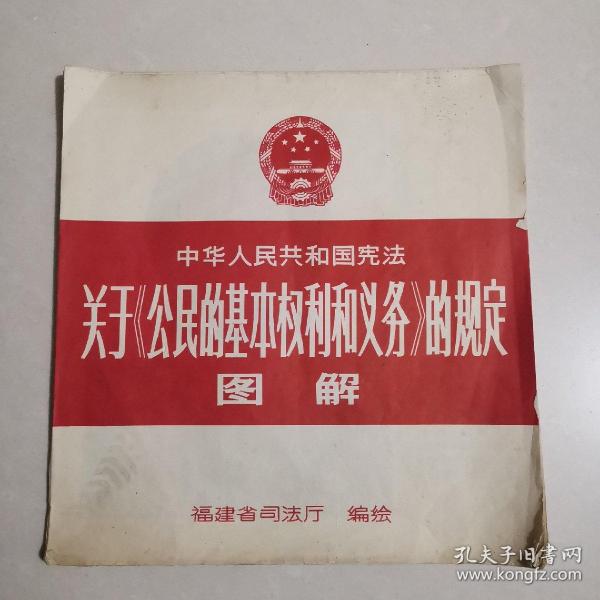 中华人民共和国宪法
关于《公民的基本权利和义务》的规定
图解
福建省司法厅 编绘
孔夫子旧书网
www.kongfz.com